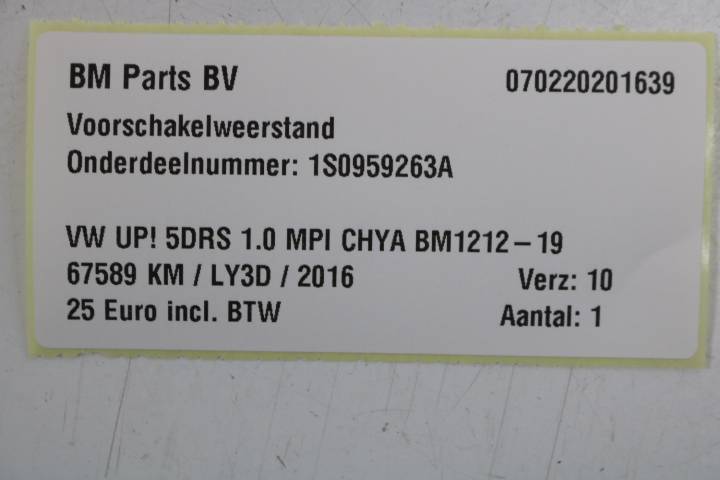 BM Parts BV 070220201639
Voorschakelweerstand
Onderdeelnummer: 1S0959263A
VW UP! 5DRS 1.0 MPI CHYA BM1212-19
67589 KM / LY3D / 2016 Verz: 10
25 Euro incl. BTW Aantal: 1